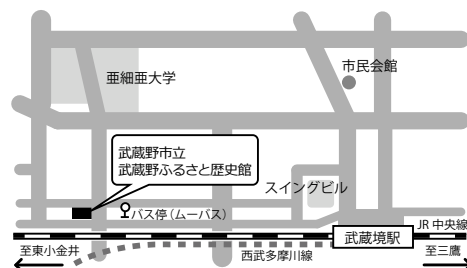 亜細亜大学
市民会館
武蔵野市立
武蔵野ふるさと歴史館
スイングビル
バス停（ムーバス）
JR 中央線
武蔵境駅
至東小金井
西武多摩川線
至三鷹